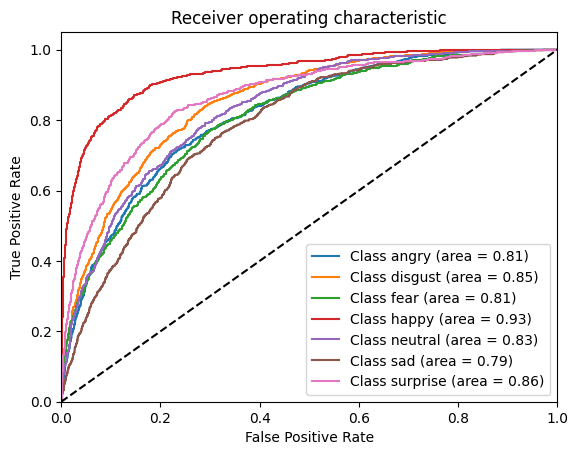 Receiver operating characteristic
1.0
0.8
0.6
0.4
0.2
0.0
True Positive Rate
Class angry (area = 0.81)
Class disgust (area = 0.85)
Class fear (area = 0.81)
Class happy (area = 0.93)
Class neutral (area = 0.83)
Class sad (area = 0.79)
Class surprise (area = 0.86)
0.0 0.2 0.4 0.6 0.8 1.0
False Positive Rate